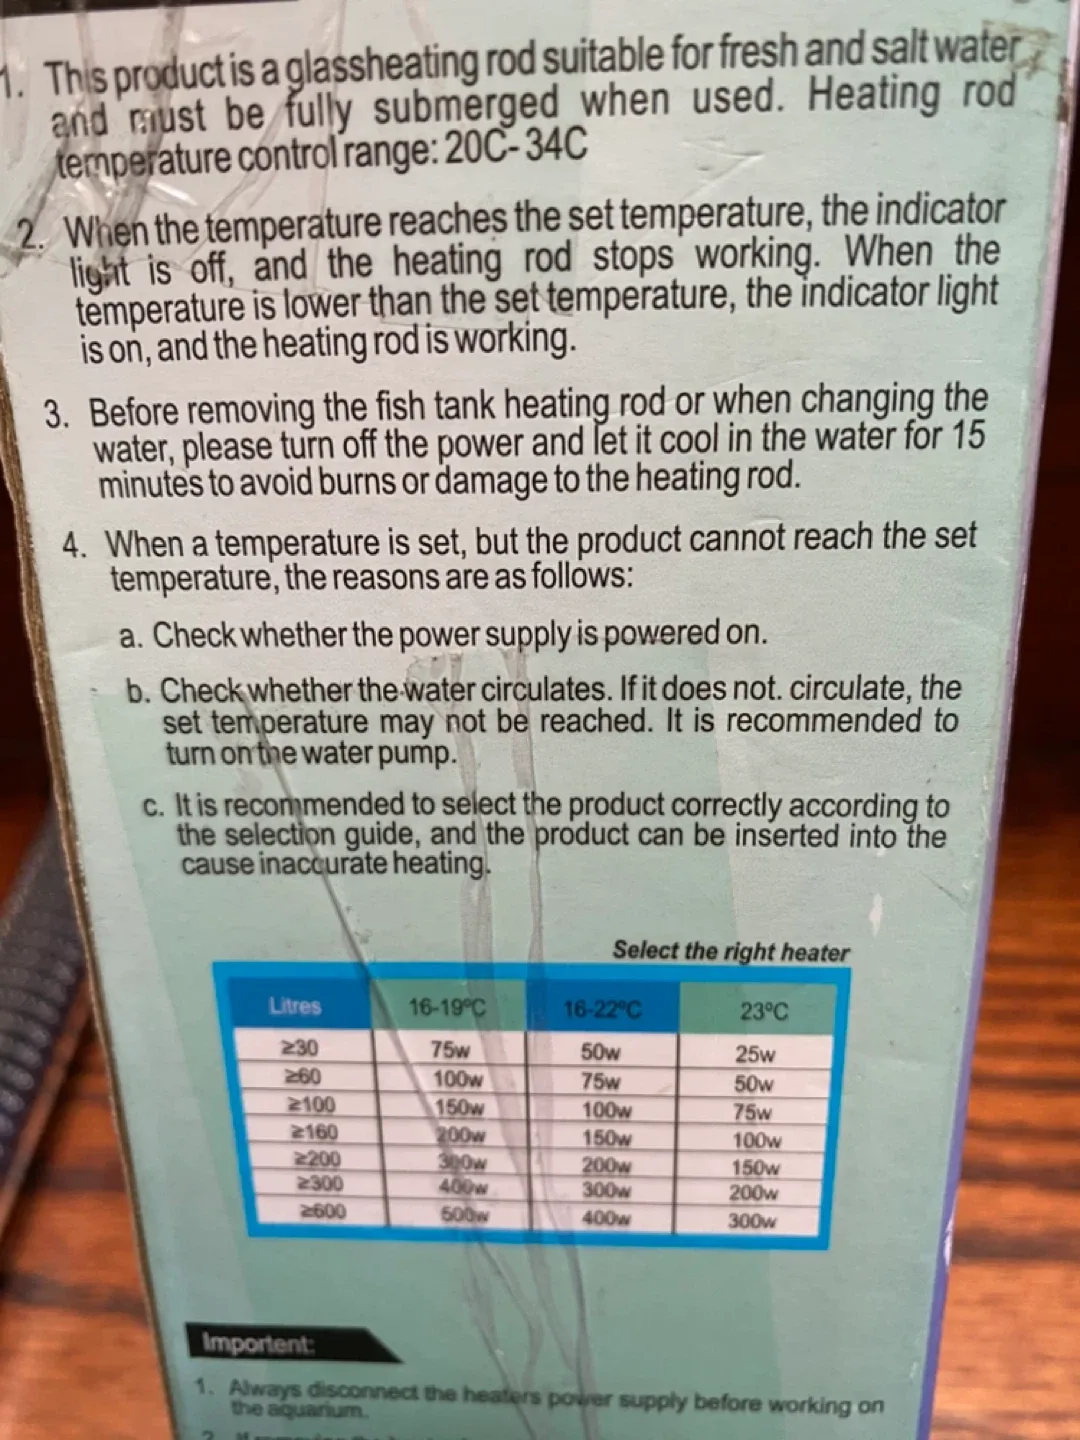 1. This product is a glassheating rod suitable for fresh and salt water
and must be fully submerged when used. Heating rod
temperature control range: 20C-34C
2. When the temperature reaches the set temperature, the indicator
light is off, and the heating rod stops working. When the
temperature is lower than the set temperature, the indicator light
is on, and the heating rod is working.
3. Before removing the fish tank heating rod or when changing the
water, please turn off the power and let it cool in the water for 15
minutes to avoid burns or damage to the heating rod.
4. When a temperature is set, but the product cannot reach the set
temperature, the reasons are as follows:
a. Check whether the power supply is powered on.
b. Check whether the water circulates. If it does not. circulate, the
set temperature may not be reached. It is recommended to
turn on the water pump.
c. It is recommended to select the product correctly according to
the selection guide, and the product can be inserted into the
cause inaccurate heating.
Select the right heater
Litres 16-19°C 16-22°C 23°C
≥30 75w 50w 25w
≥60 100w 75w 50w
≥100 150w 100w 75w
≥160 200w 150w 100w
≥200 300w 200w 150w
≥300 400w 300w 200w
≥600 500w 400w 300w
Importent:
1. Always disconnect the heaters power supply before working on
the aquarium.